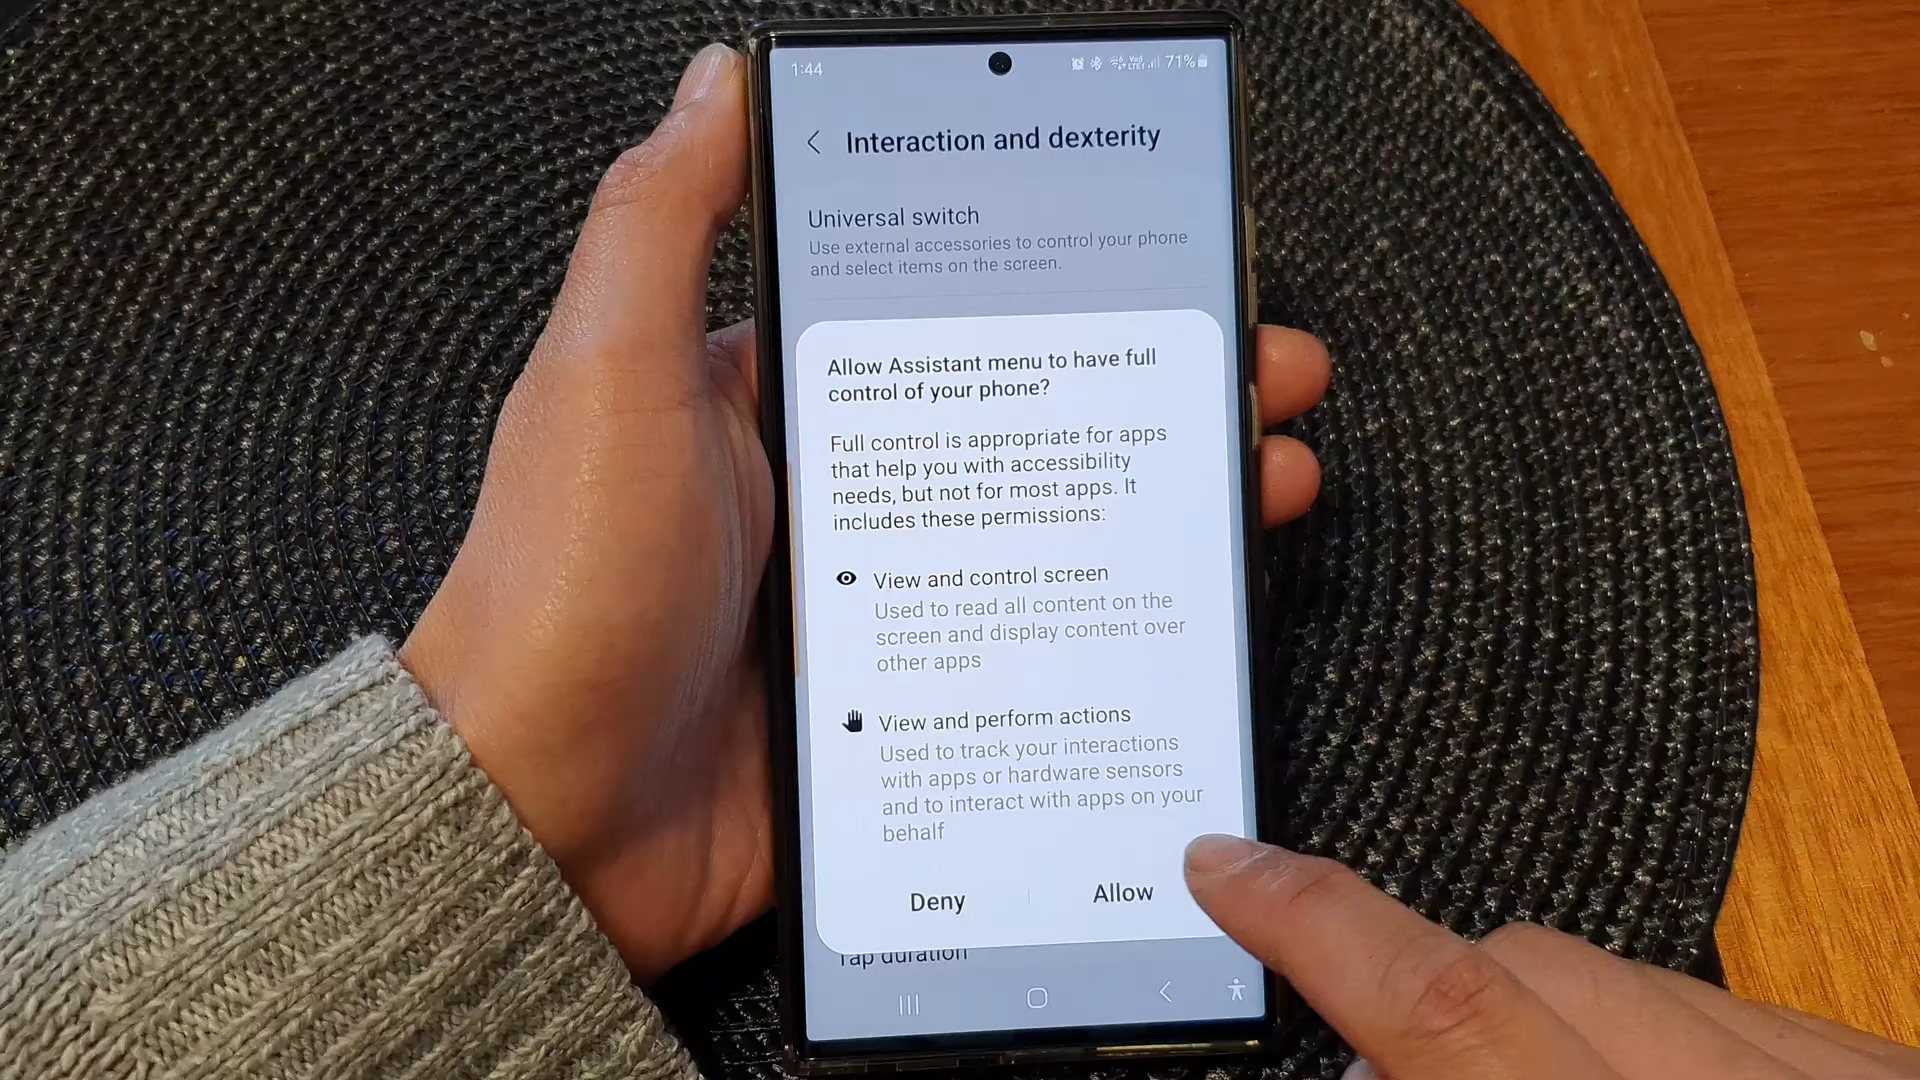 1:44
71%
Interaction and dexterity
Universal switch
Use external accessories to control your phone
and select items on the screen.
Allow Assistant menu to have full
control of your phone?
Full control is appropriate for apps
that help you with accessibility
needs, but not for most apps. It
includes these permissions:
View and control screen
Used to read all content on the
screen and display content over
other apps
View and perform actions
Used to track your interactions
with apps or hardware sensors
and to interact with apps on your
behalf
Deny
Allow
Tap duration